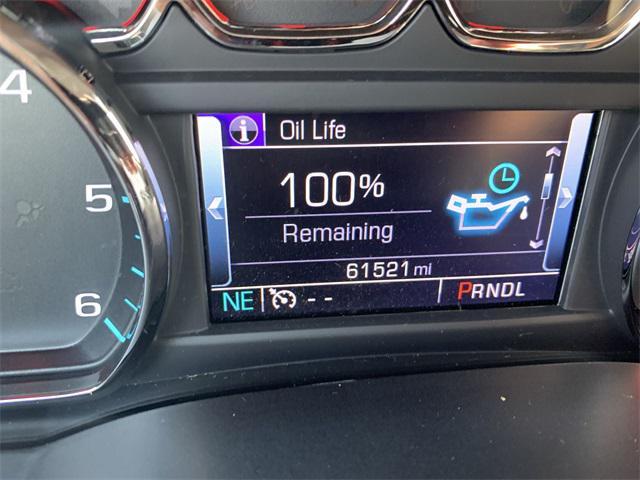 4
5
6
i Oil Life
100%
Remaining
61521 mi
NE -- PRNDL